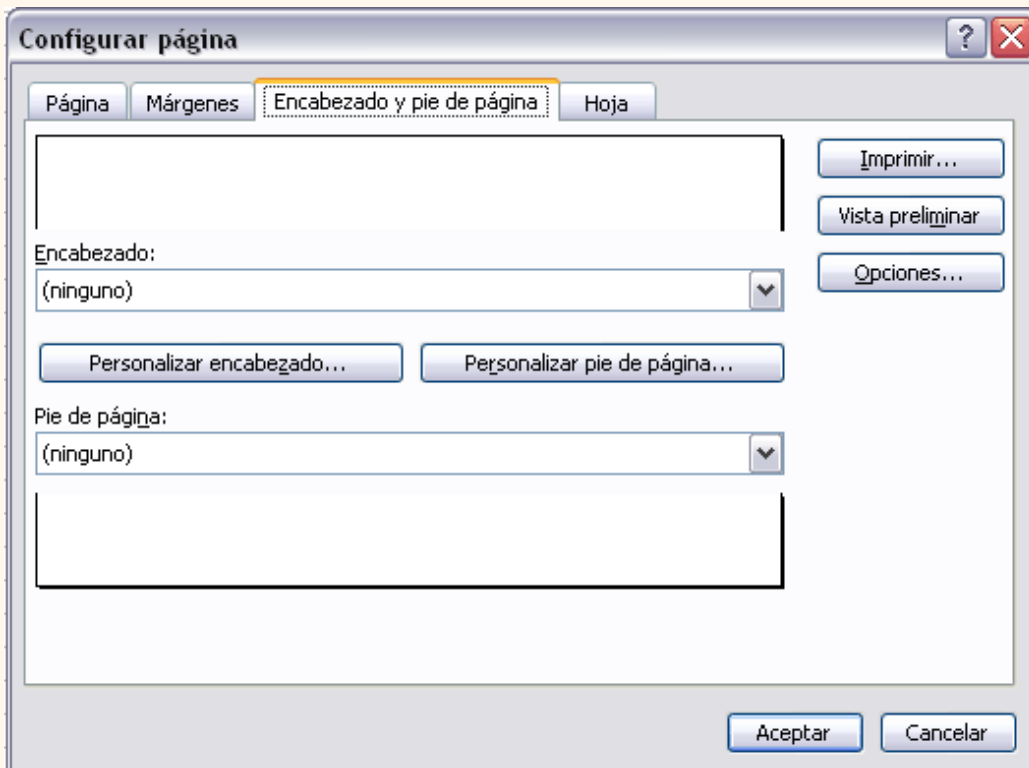 Configurar página
Página Márgenes Encabezado y pie de página Hoja
Imprimir...
Vista preliminar
Encabezado:
Opciones...
(ninguno)
Personalizar encabezado... Personalizar pie de página...
Pie de página:
(ninguno)
Aceptar Cancelar